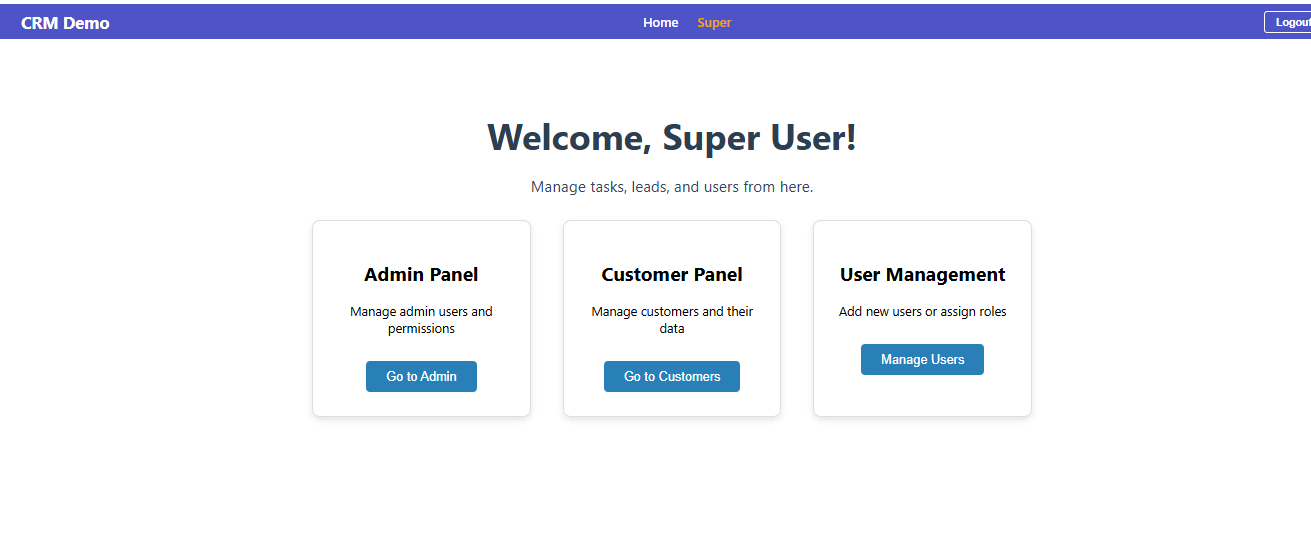 CRM Demo
Home Super
Logout
Welcome, Super User!
Manage tasks, leads, and users from here.
Admin Panel
Manage admin users and
permissions
Go to Admin
Customer Panel
Manage customers and their
data
Go to Customers
User Management
Add new users or assign roles
Manage Users